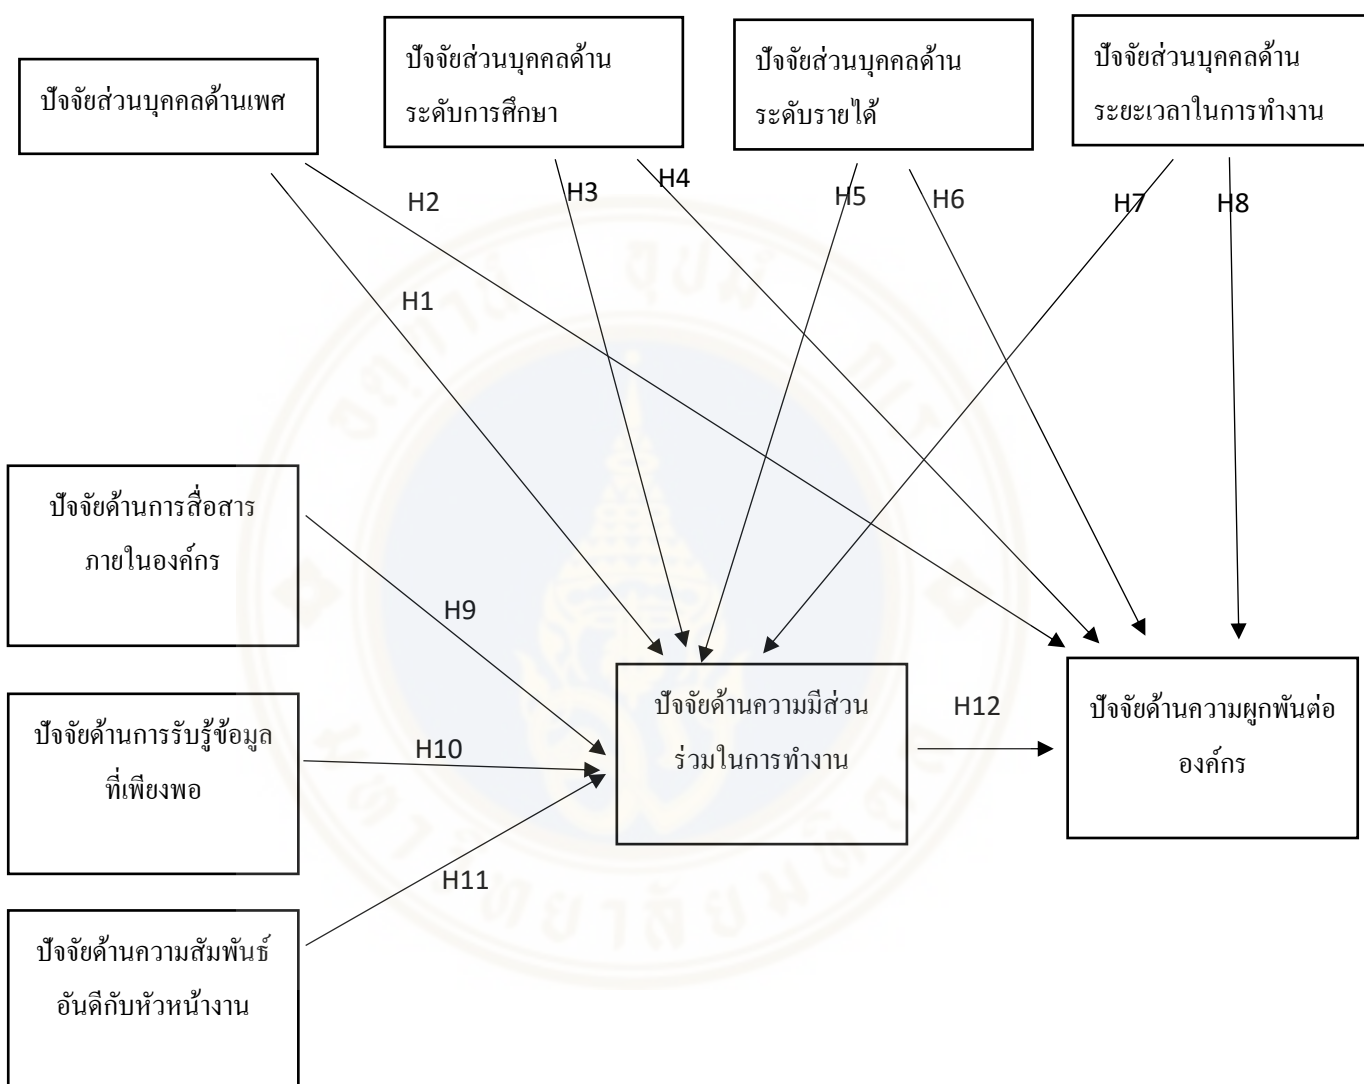 ปัจจัยส่วนบุคคลด้านเพศ
ปัจจัยส่วนบุคคลด้าน
ระดับการศึกษา
ปัจจัยส่วนบุคคลด้าน
ระดับรายได้
ปัจจัยส่วนบุคคลด้าน
ระยะเวลาในการทำงาน
H2
H3
H4
H5
H6
H7
H8
H1
ปัจจัยด้านการสื่อสาร
ภายในองค์กร
H9
ปัจจัยด้านการรับรู้ข้อมูล
ที่เพียงพอ
H10
ปัจจัยด้านความมีส่วน
ร่วมในการทำงาน
H12
ปัจจัยด้านความผูกพันต่อ
องค์กร
H11
ปัจจัยด้านความสัมพันธ์
อันดีกับหัวหน้างาน